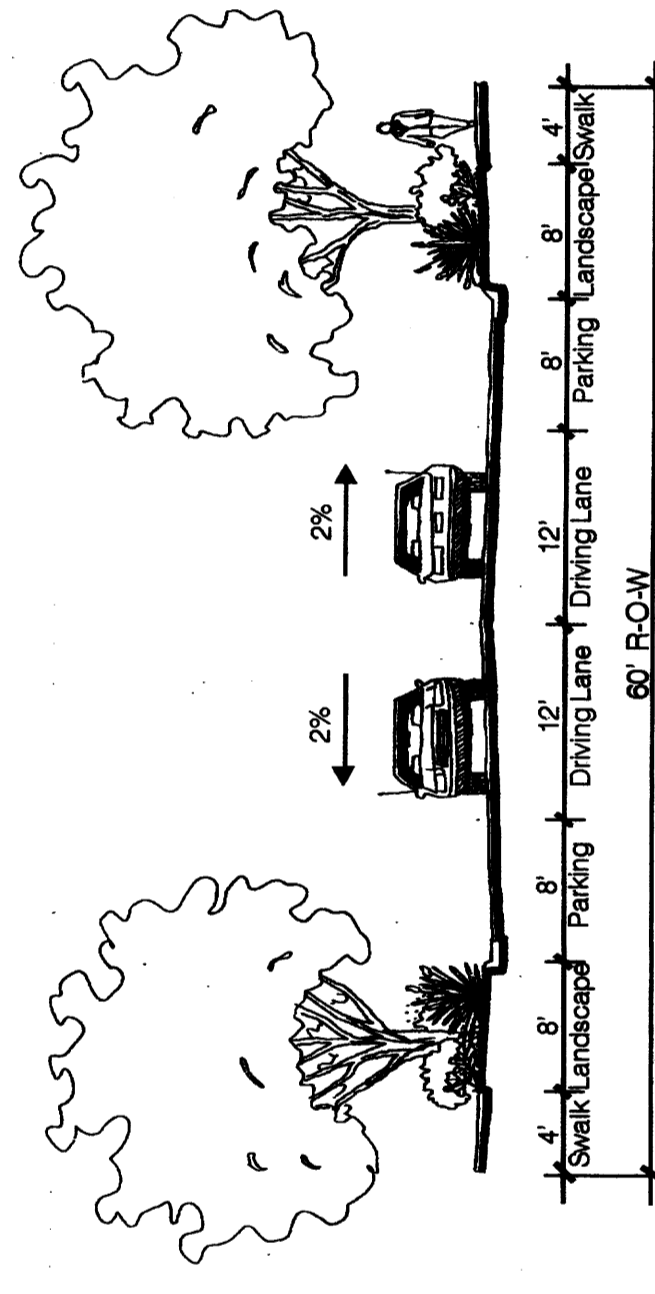 2% 2%
4' 8' 8' 12' 12' 8' 8' 4'
Swalk Landscape Parking Driving Lane Driving Lane Parking Landscape Swalk
60' R-O-W